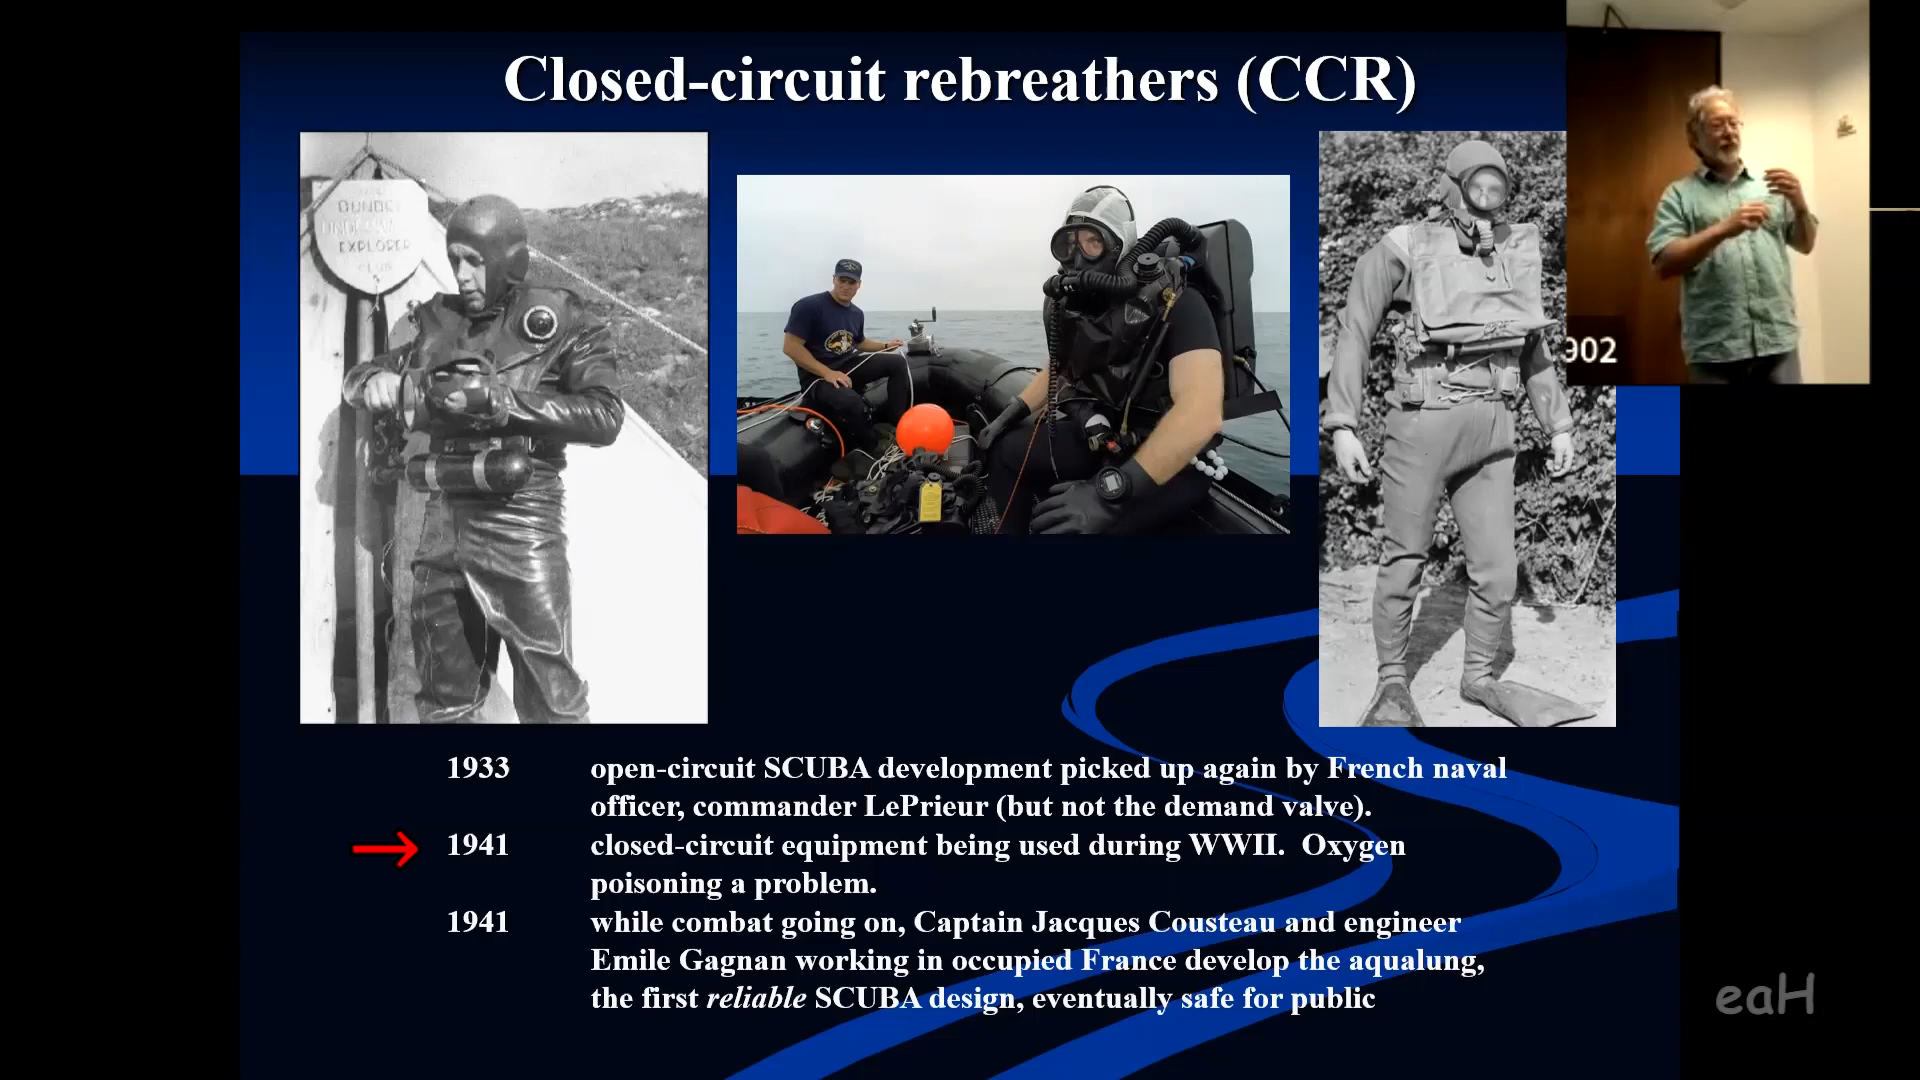 Closed-circuit rebreathers (CCR)
EXPLORER
CLUB
902
1933 open-circuit SCUBA development picked up again by French naval
officer, commander LePrieur (but not the demand valve).
→ 1941 closed-circuit equipment being used during WWII. Oxygen
poisoning a problem.
1941 while combat going on, Captain Jacques Cousteau and engineer
Emile Gagnan working in occupied France develop the aqualung,
the first reliable SCUBA design, eventually safe for public
eaH